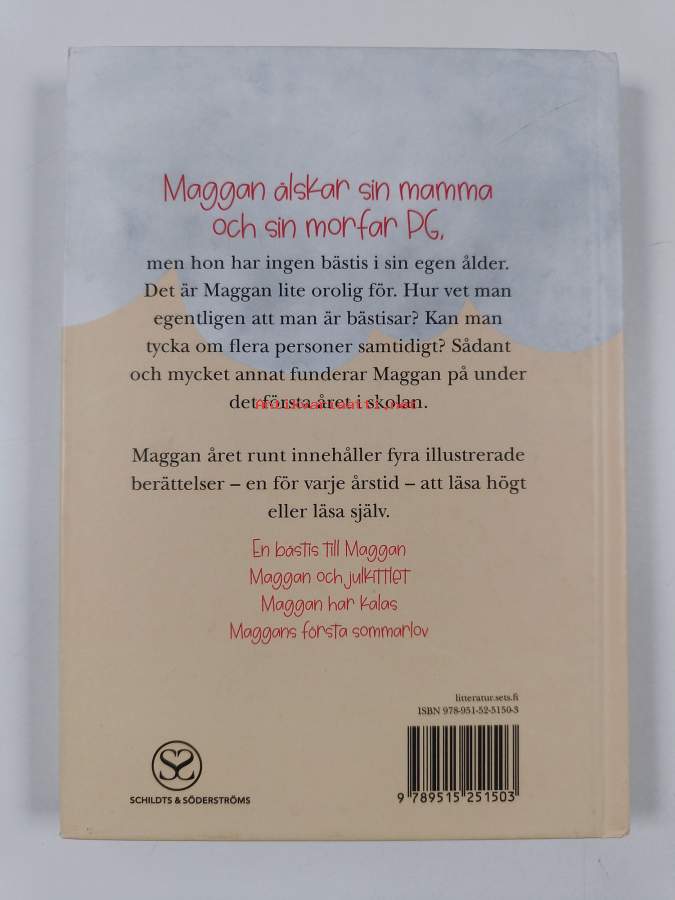 Maggan älskar sin mamma
och sin morfar PG,
men hon har ingen bästis i sin egen ålder.
Det är Maggan lite orolig för. Hur vet man
egentligen att man är bästisar? Kan man
tycka om flera personer samtidigt? Sådant
och mycket annat funderar Maggan på under
det första året i skolan.
Antikvariaatti.net
Maggan året runt innehåller fyra illustrerade
berättelser – en för varje årstid – att läsa högt
eller läsa själv.
En bästis till Maggan
Maggan och julkittlet
Maggan har kalas
Maggans första sommarlov
litteratur.sets.fi
ISBN 978-951-52-5150-3
SCHILDTS & SÖDERSTRÖMS
9 789515 251503